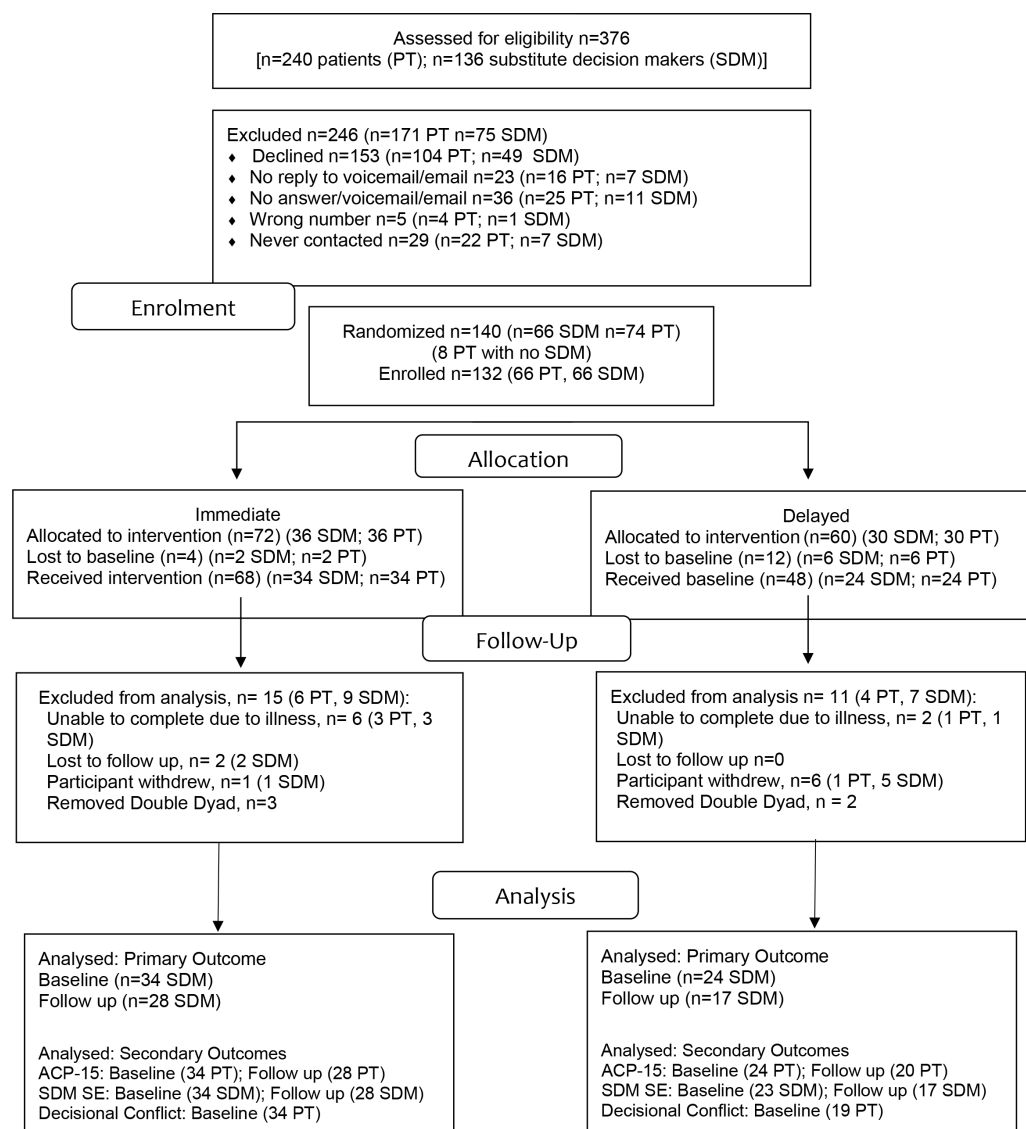 Assessed for eligibility n=376
[n=240 patients (PT); n=136 substitute decision makers (SDM)]
Excluded n=246 (n=171 PT n=75 SDM)
♦ Declined n=153 (n=104 PT; n=49 SDM)
♦ No reply to voicemail/email n=23 (n=16 PT; n=7 SDM)
♦ No answer/voicemail/email n=36 (n=25 PT; n=11 SDM)
♦ Wrong number n=5 (n=4 PT; n=1 SDM)
♦ Never contacted n=29 (n=22 PT; n=7 SDM)
Enrolment
Randomized n=140 (n=66 SDM n=74 PT)
(8 PT with no SDM)
Enrolled n=132 (66 PT, 66 SDM)
Allocation
Immediate
Allocated to intervention (n=72) (36 SDM; 36 PT)
Lost to baseline (n=4) (n=2 SDM; n=2 PT)
Received intervention (n=68) (n=34 SDM; n=34 PT)
Delayed
Allocated to intervention (n=60) (30 SDM; 30 PT)
Lost to baseline (n=12) (n=6 SDM; n=6 PT)
Received baseline (n=48) (n=24 SDM; n=24 PT)
Follow-Up
Excluded from analysis, n= 15 (6 PT, 9 SDM):
Unable to complete due to illness, n= 6 (3 PT, 3
SDM)
Lost to follow up, n= 2 (2 SDM)
Participant withdrew, n=1 (1 SDM)
Removed Double Dyad, n=3
Excluded from analysis n= 11 (4 PT, 7 SDM):
Unable to complete due to illness, n= 2 (1 PT, 1
SDM)
Lost to follow up n=0
Participant withdrew, n=6 (1 PT, 5 SDM)
Removed Double Dyad, n = 2
Analysis
Analysed: Primary Outcome
Baseline (n=34 SDM)
Follow up (n=28 SDM)
Analysed: Secondary Outcomes
ACP-15: Baseline (34 PT); Follow up (28 PT)
SDM SE: Baseline (34 SDM); Follow up (28 SDM)
Decisional Conflict: Baseline (34 PT)
Analysed: Primary Outcome
Baseline (n=24 SDM)
Follow up (n=17 SDM)
Analysed: Secondary Outcomes
ACP-15: Baseline (24 PT); Follow up (20 PT)
SDM SE: Baseline (23 SDM); Follow up (17 SDM)
Decisional Conflict: Baseline (19 PT)